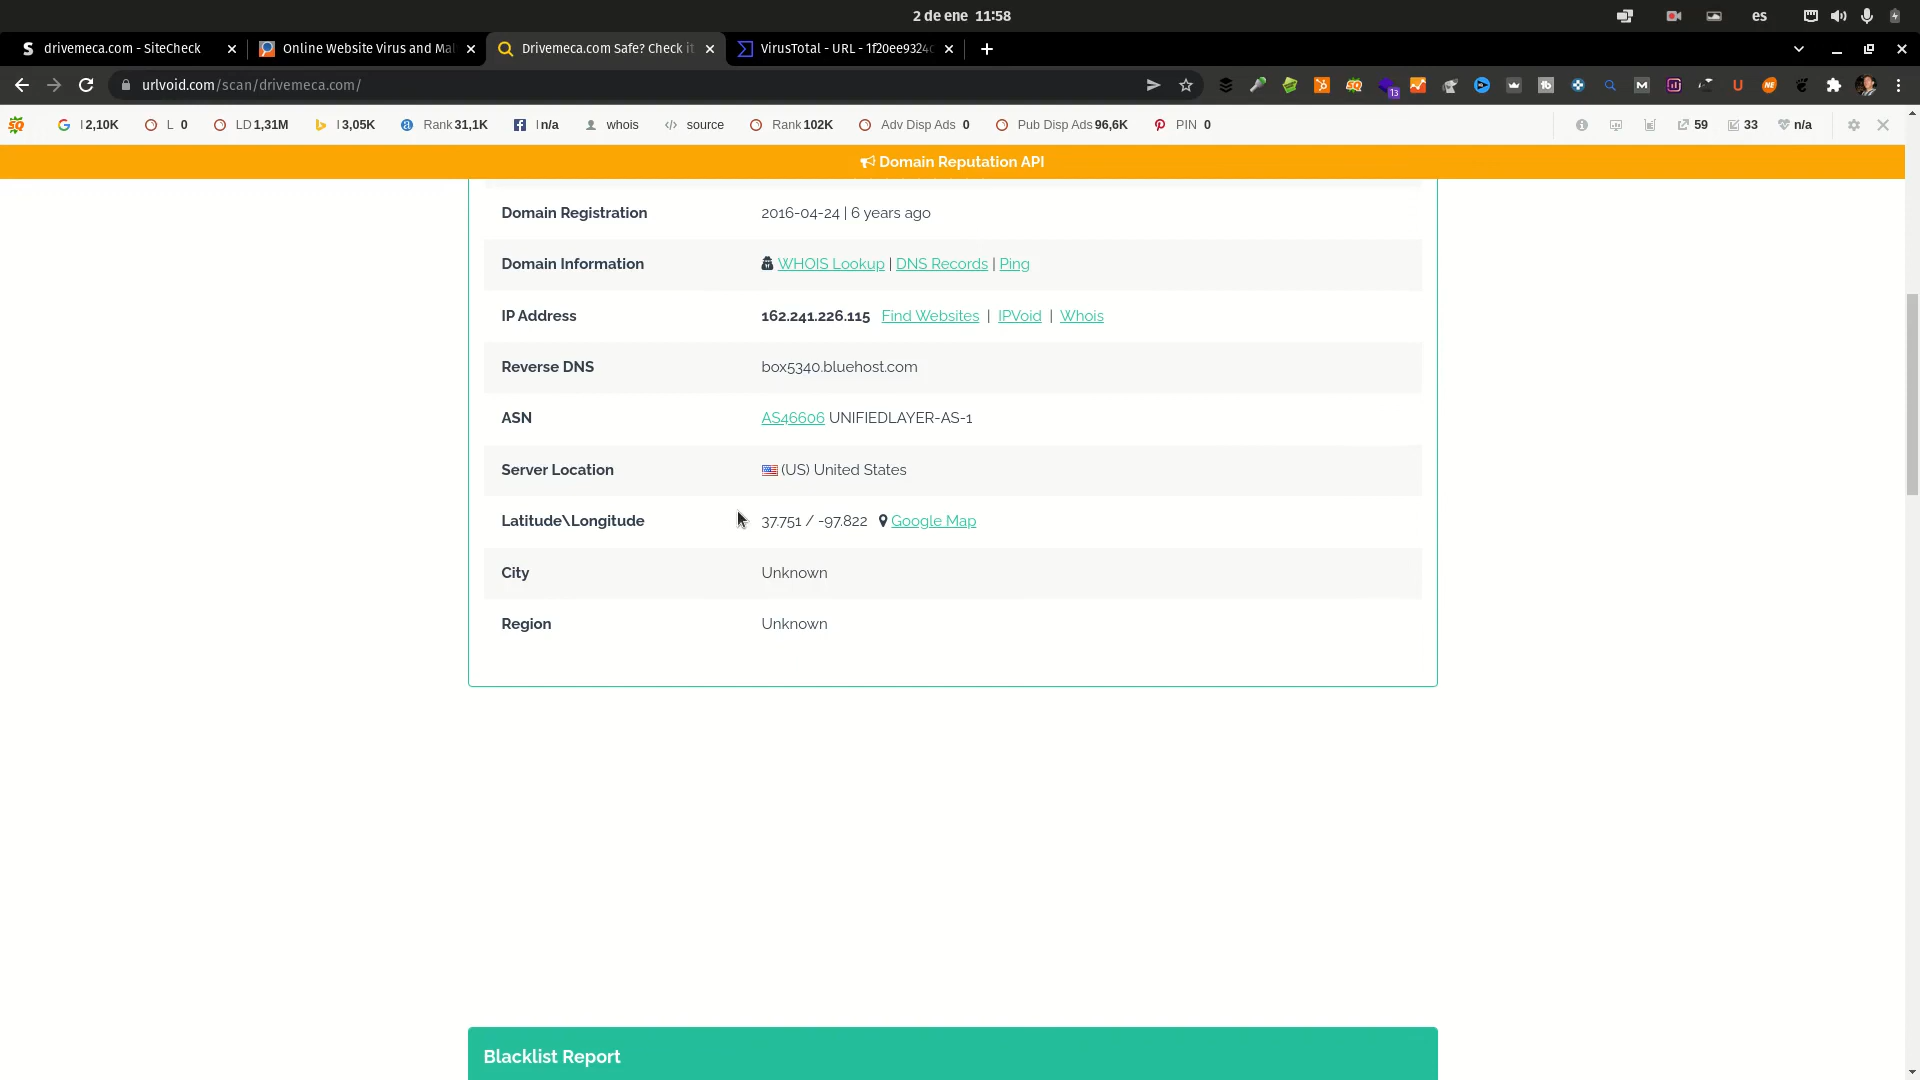 2 de ene 11:58
es
drivemeca.com - SiteCheck
Online Website Virus and Mal
Drivemeca.com Safe? Check it
VirusTotal - URL - 1f20ee9324c
urlvoid.com/scan/drivemeca.com/
13
I 2,10K
L 0
LD 1,31M
I 3,05K
Rank 31,1K
I n/a
whois
source
Rank 102K
Adv Disp Ads 0
Pub Disp Ads 96,6K
PIN 0
59
33
n/a
Domain Reputation API
Domain Registration 2016-04-24 | 6 years ago
Domain Information WHOIS Lookup | DNS Records | Ping
IP Address 162.241.226.115 Find Websites | IPVoid | Whois
Reverse DNS box5340.bluehost.com
ASN AS46606 UNIFIEDLAYER-AS-1
Server Location (US) United States
Latitude\Longitude 37.751 / -97.822 Google Map
City Unknown
Region Unknown
Blacklist Report